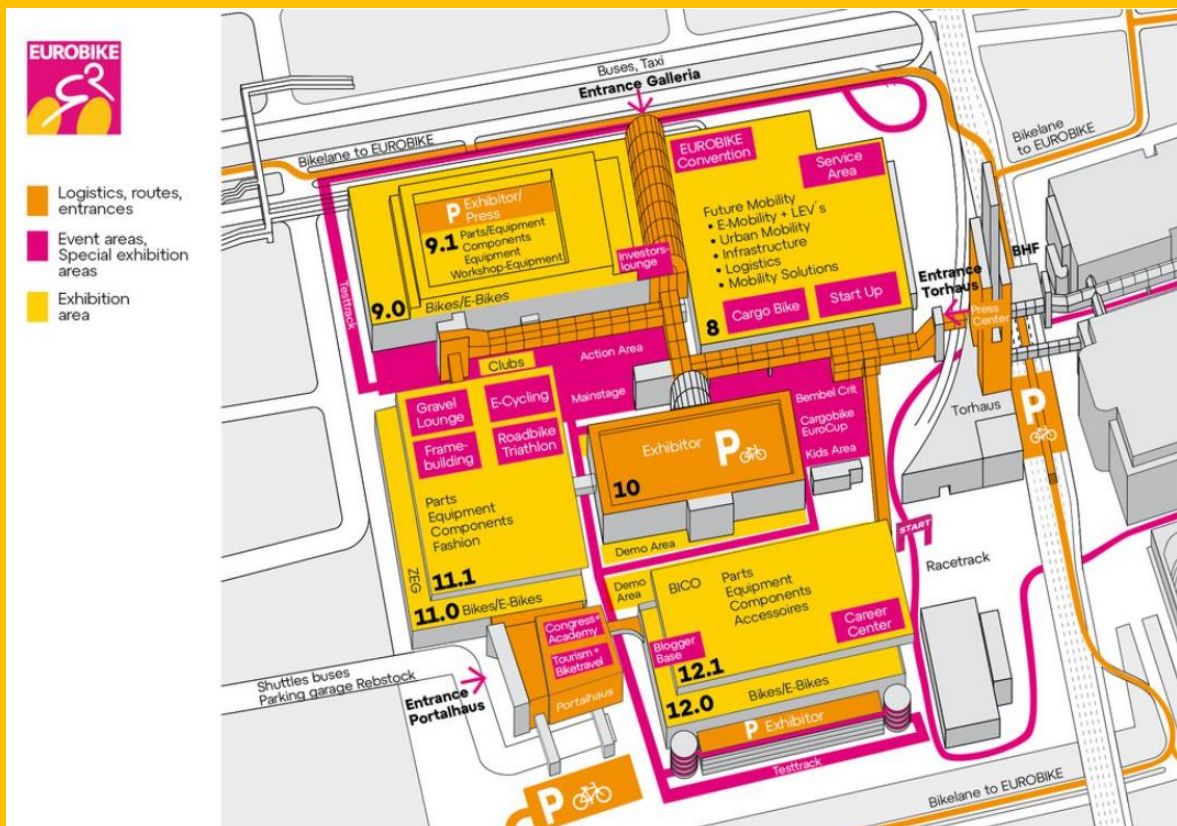 EUROBIKE
Logistics, routes,
entrances
Event areas,
Special exhibition
areas
Exhibition
area
Buses, Taxi
Entrance Galleria
Bikelane to EUROBIKE
Bikelane
to EUROBIKE
EUROBIKE
Convention
Service
Area
P Exhibitor/
Press
9.1 Parts/Equipment
Components
Equipment
Workshop-Equipment
Investors-
lounge
9.0 Bikes/E-Bikes
Testtrack
Future Mobility
• E-Mobility + LEV´s
• Urban Mobility
• Infrastructure
• Logistics
• Mobility Solutions
8
Cargo Bike
Start Up
BHF
Entrance
Torhaus
Press
Center
Clubs
Action Area
Mainstage
Gravel
Lounge
E-Cycling
Frame-
building
Roadbike
Triathlon
Parts
Equipment
Components
Fashion
11.1
ZEG
11.0 Bikes/E-Bikes
Exhibitor P
10
Bembel Crit
Cargobike
EuroCup
Kids Area
Torhaus
P
START
Racetrack
Demo Area
Demo
Area
BICO
Parts
Equipment
Components
Accessoires
Career
Center
Blogger
Base
12.1
12.0 Bikes/E-Bikes
P Exhibitor
Testtrack
Congress+
Academy
Tourism +
Biketravel
Portalhaus
Shuttles buses
Parking garage Rebstock
Entrance
Portalhaus
P
Bikelane to EUROBIKE